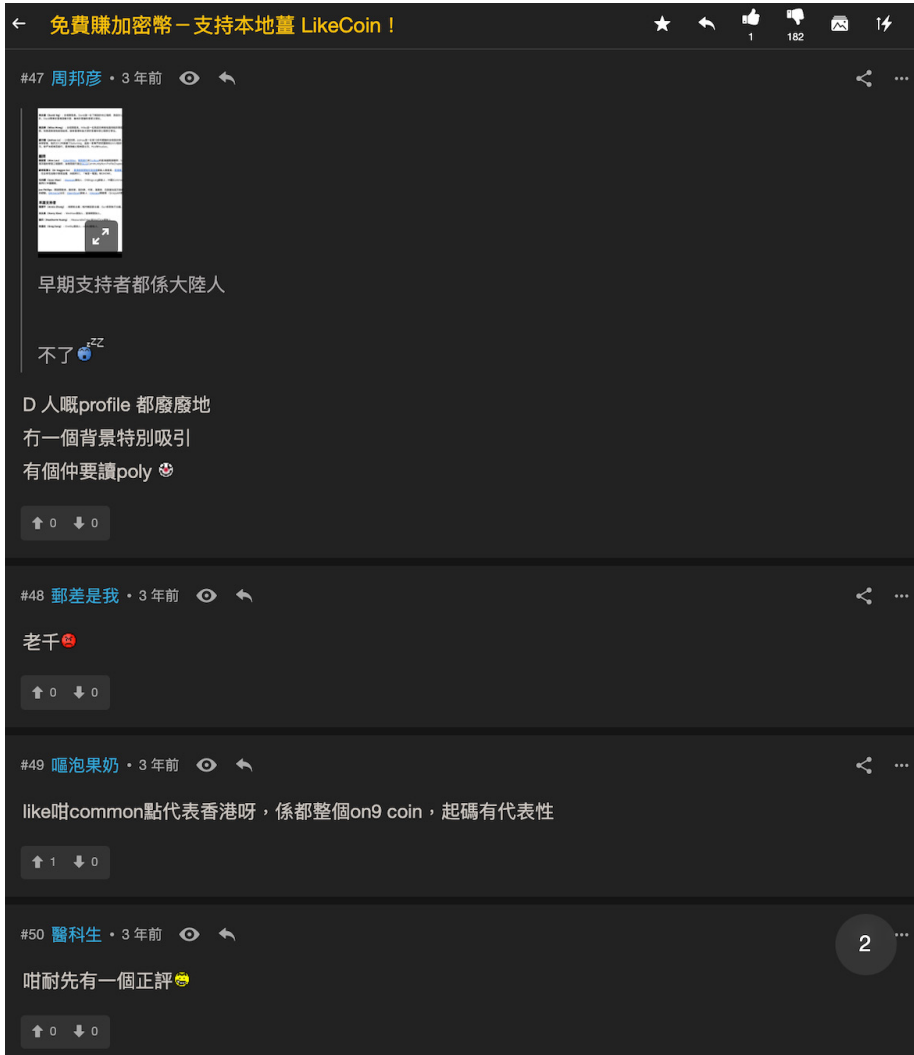 免費賺加密幣－支持本地薑 LikeCoin！
1
182
#47 周邦彦 • 3 年前
早期支持者都係大陸人
不了
D 人嘅profile 都廢廢地
冇一個背景特別吸引
有個仲要讀poly
0 0
#48 郵差是我 • 3 年前
老千
0 0
#49 嘔泡果奶 • 3 年前
like咁common點代表香港呀，係都整個on9 coin，起碼有代表性
1 0
#50 醫科生 • 3 年前
2
咁耐先有一個正評
0 0